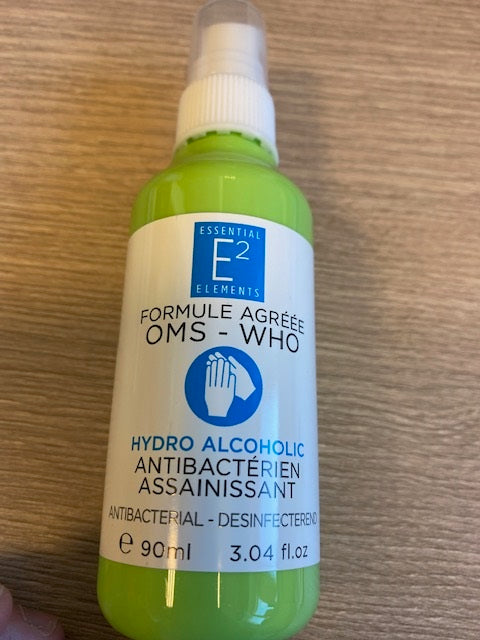 ESSENTIAL
E2
ELEMENTS
FORMULE AGRÉÉE
OMS - WHO
HYDRO ALCOHOLIC
ANTIBACTÉRIEN
ASSAINISSANT
ANTIBACTERIAL - DESINFECTEREND
e 90ml 3.04 fl.oz